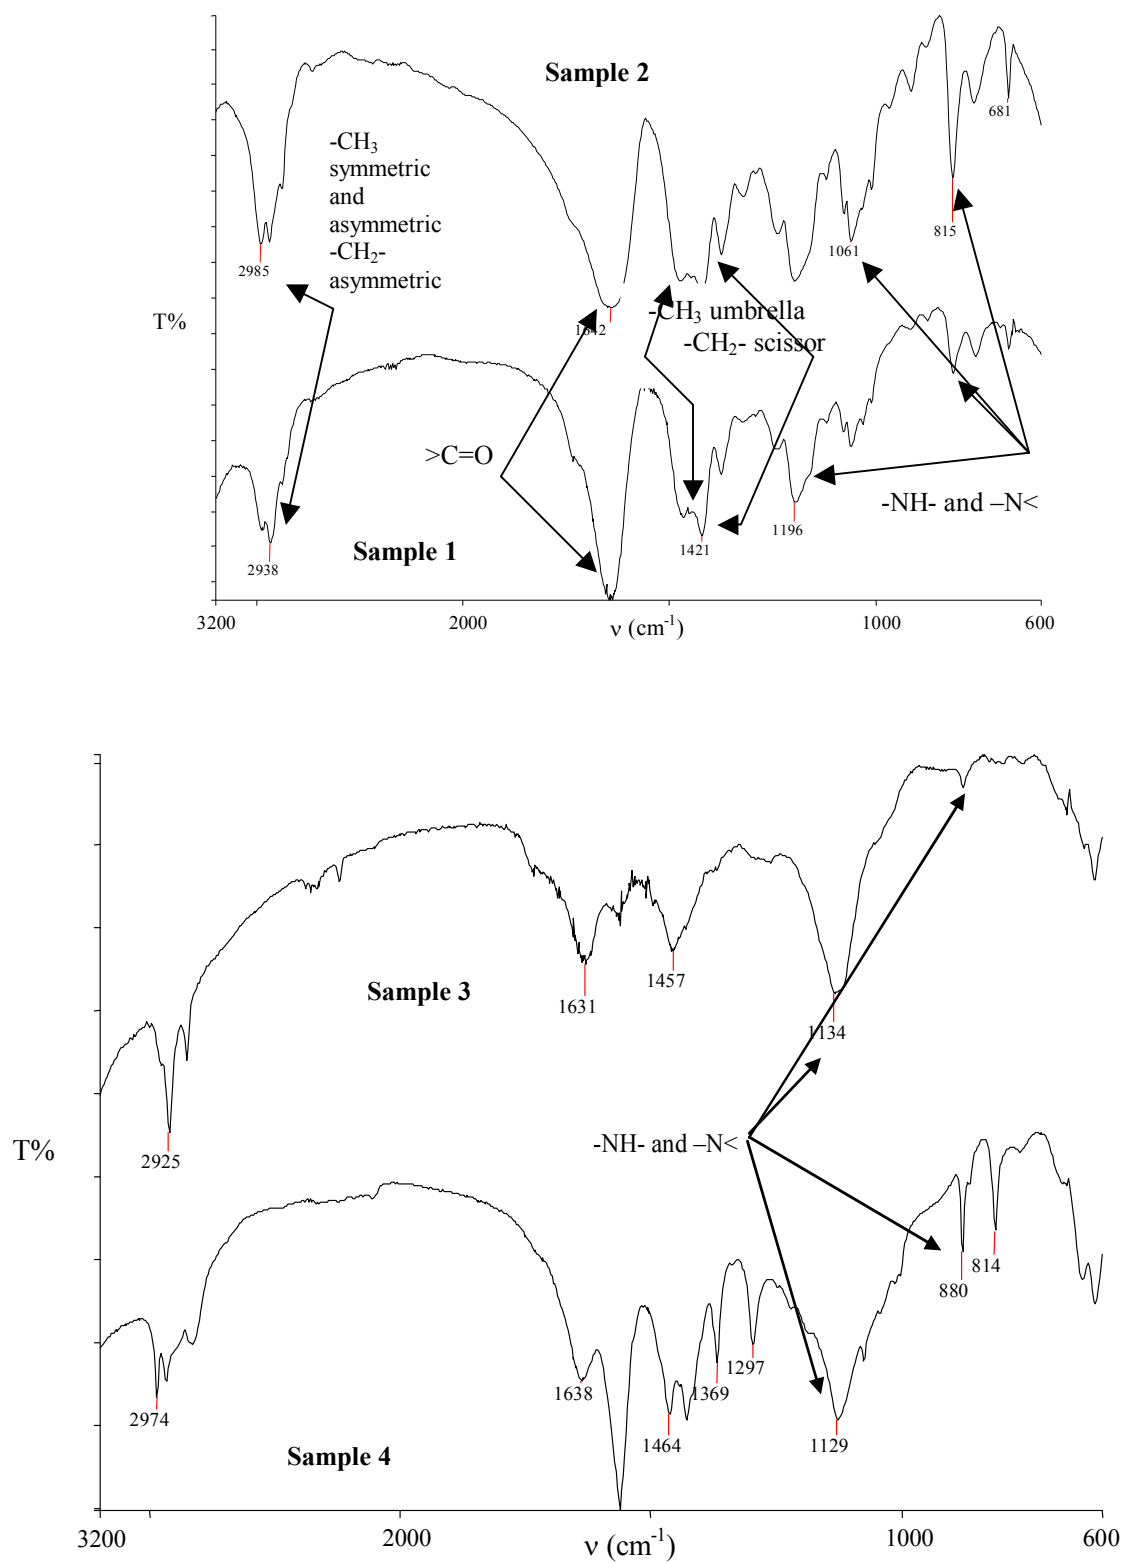 Sample 2
681
-CH3
symmetric
and
asymmetric
-CH2-
asymmetric
2985
1061
815
T%
1642
-CH3 umbrella
-CH2- scissor
>C=O
-NH- and –N<
1196
1421
Sample 1
2938
3200
2000
ν (cm-1)
1000
600
Sample 3
1631
1457
1134
-NH- and –N<
T%
2925
814
880
1297
1638
1369
2974
1464
1129
Sample 4
3200
2000
ν (cm-1)
1000
600